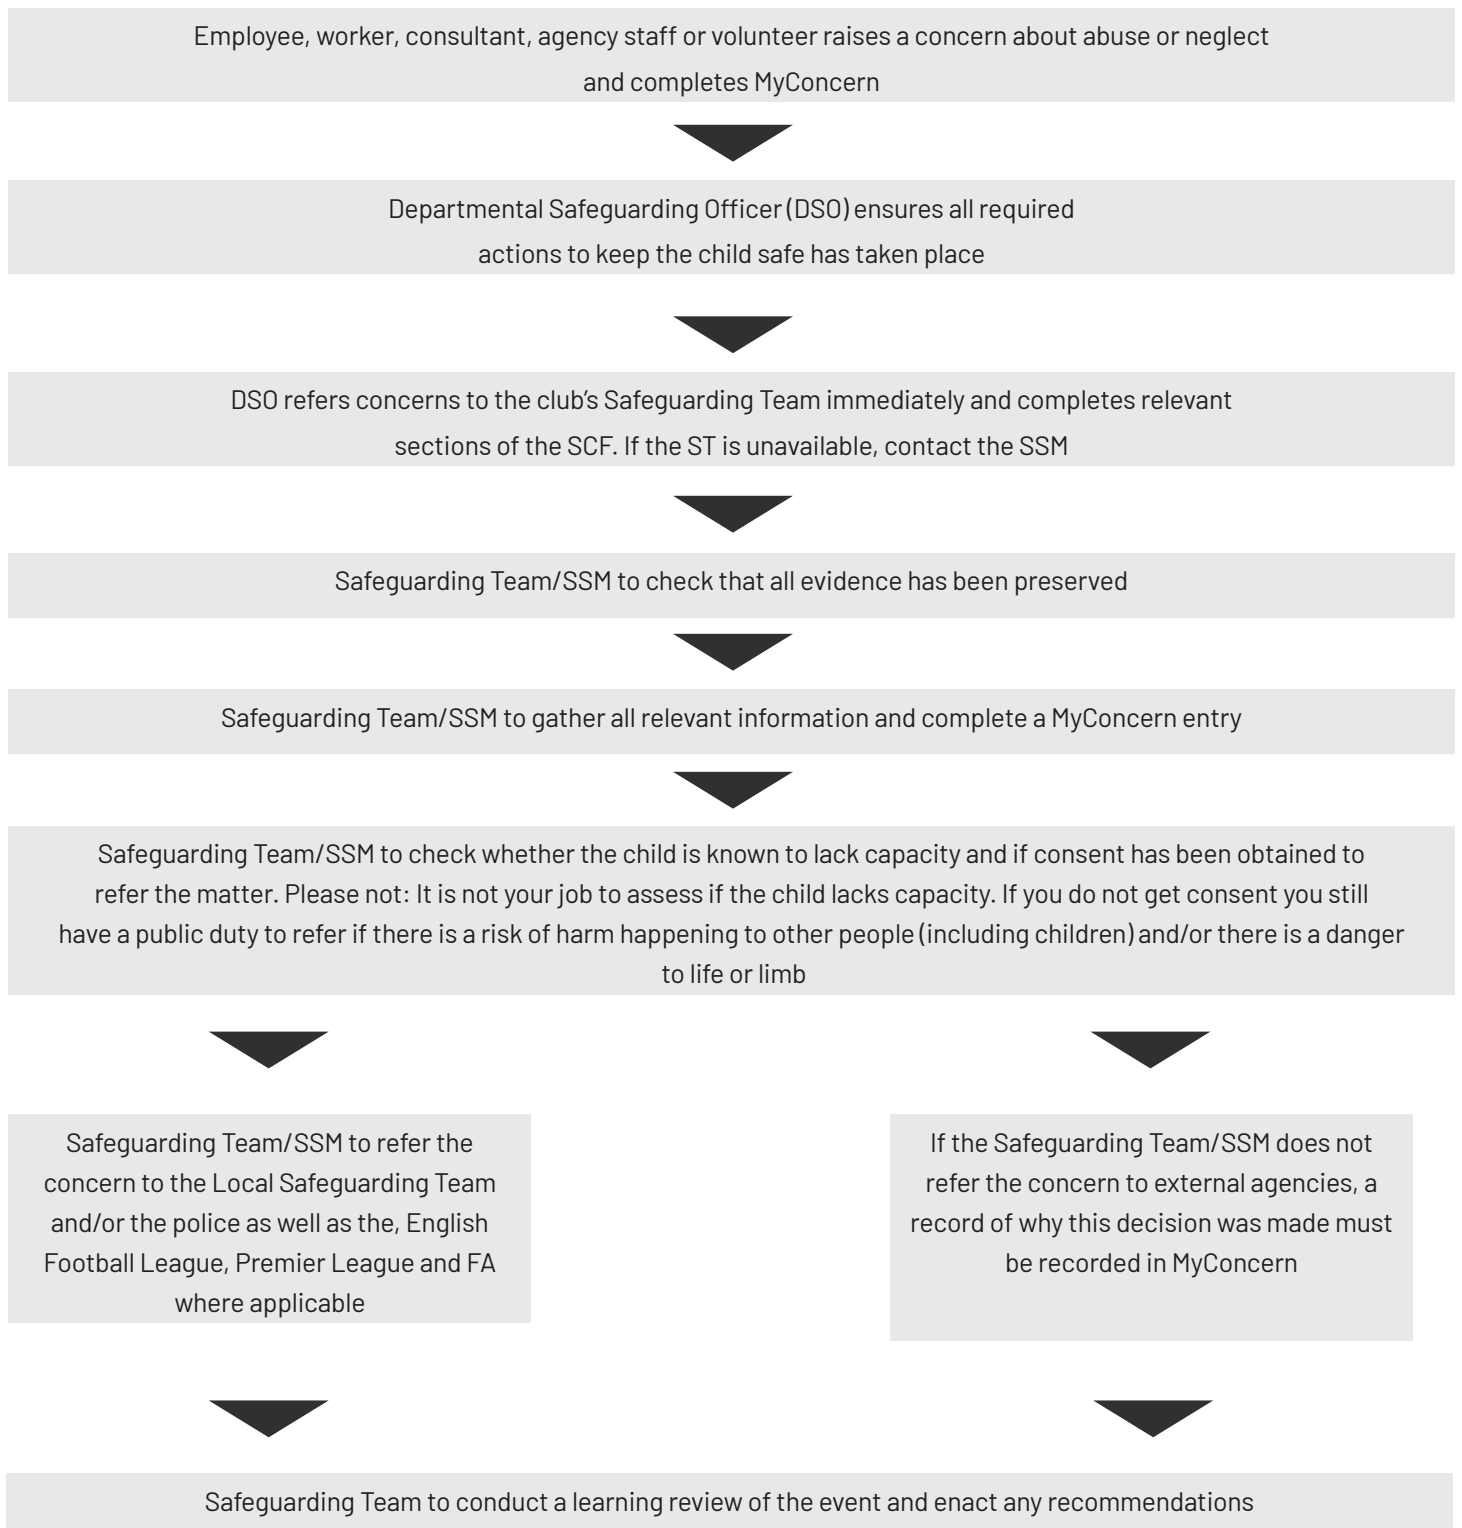 Employee, worker, consultant, agency staff or volunteer raises a concern about abuse or neglect
and completes MyConcern
Departmental Safeguarding Officer (DSO) ensures all required
actions to keep the child safe has taken place
DSO refers concerns to the club's Safeguarding Team immediately and completes relevant
sections of the SCF. If the ST is unavailable, contact the SSM
Safeguarding Team/SSM to check that all evidence has been preserved
Safeguarding Team/SSM to gather all relevant information and complete a MyConcern entry
Safeguarding Team/SSM to check whether the child is known to lack capacity and if consent has been obtained to
refer the matter. Please not: It is not your job to assess if the child lacks capacity. If you do not get consent you still
have a public duty to refer if there is a risk of harm happening to other people (including children) and/or there is a danger
to life or limb
Safeguarding Team/SSM to refer the
concern to the Local Safeguarding Team
and/or the police as well as the, English
Football League, Premier League and FA
where applicable
If the Safeguarding Team/SSM does not
refer the concern to external agencies, a
record of why this decision was made must
be recorded in MyConcern
Safeguarding Team to conduct a learning review of the event and enact any recommendations